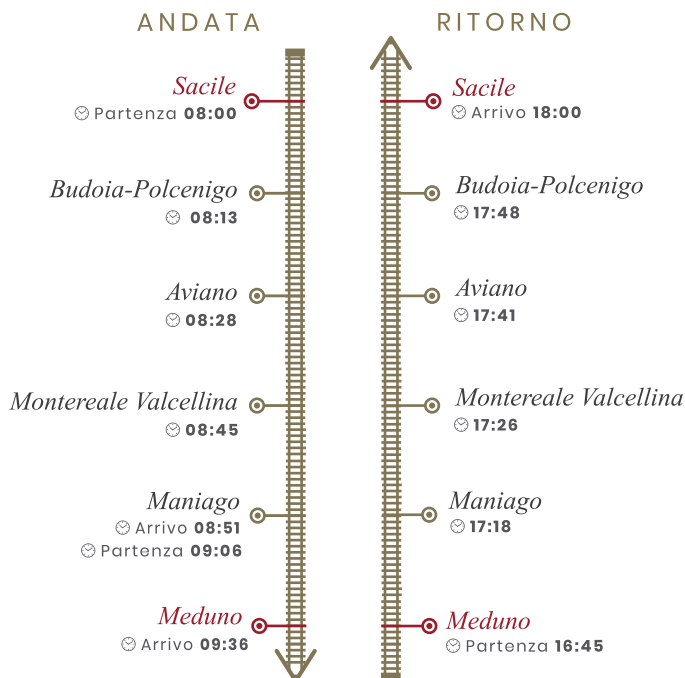 ANDATA
Sacile
Partenza 08:00
Budoia-Polcenigo
08:13
Aviano
08:28
Montereale Valcellina
08:45
Maniago
Arrivo 08:51
Partenza 09:06
Meduno
Arrivo 09:36
RITORNO
Sacile
Arrivo 18:00
Budoia-Polcenigo
17:48
Aviano
17:41
Montereale Valcellina
17:26
Maniago
17:18
Meduno
Partenza 16:45